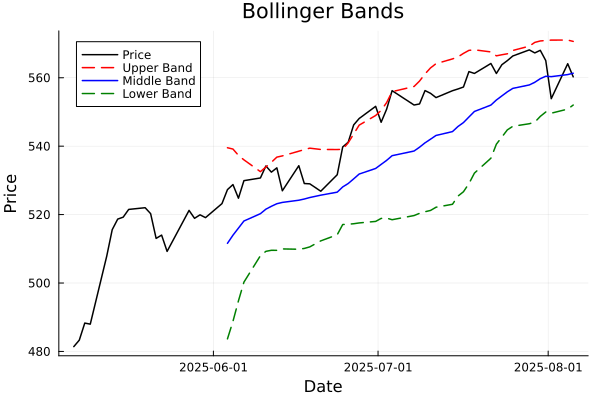 Bollinger Bands
Price
Upper Band
Middle Band
Lower Band
Price
560
540
520
500
480
2025-06-01 2025-07-01 2025-08-01
Date